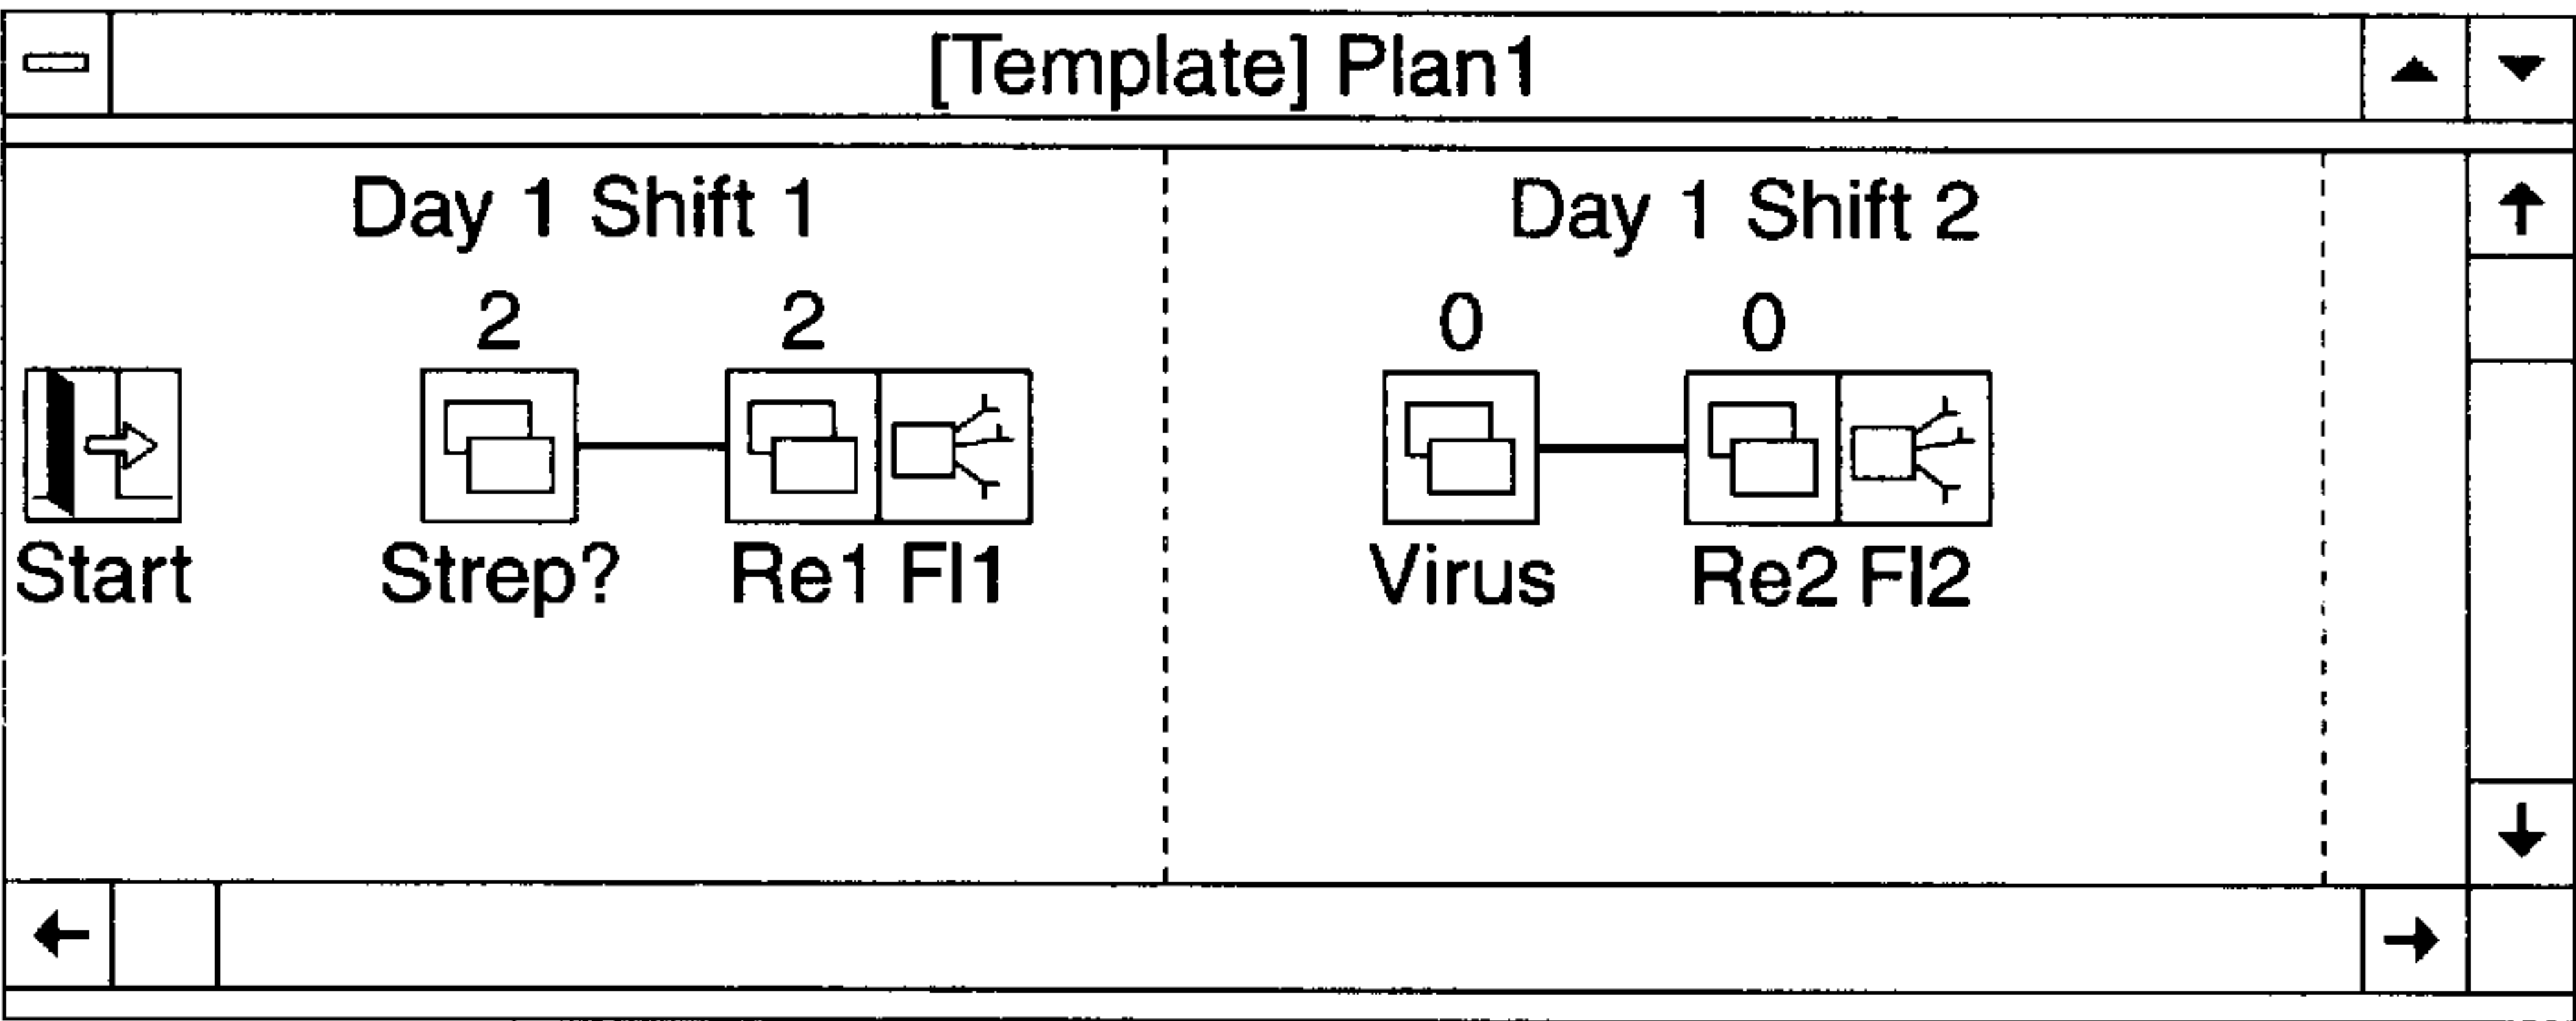 [Template] Plan1
Day 1 Shift 1
Day 1 Shift 2
2 2
0 0
Start Strep? Re1 Fl1
Virus Re2 Fl2